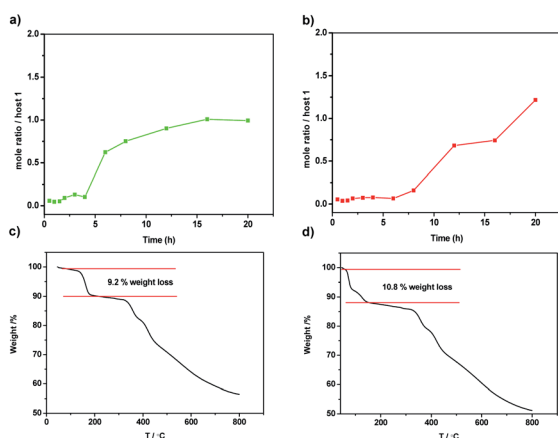 a)
mole ratio / host 1
2.0
1.5
1.0
0.5
0.0
0 5 10 15 20
Time (h)
b)
mole ratio / host 1
2.0
1.5
1.0
0.5
0.0
0 5 10 15 20
Time (h)
c)
Weight /%
100
90
80
70
60
50
9.2 % weight loss
0 200 400 600 800
T / °C
d)
Weight /%
100
90
80
70
60
50
10.8 % weight loss
200 400 600 800
T / °C